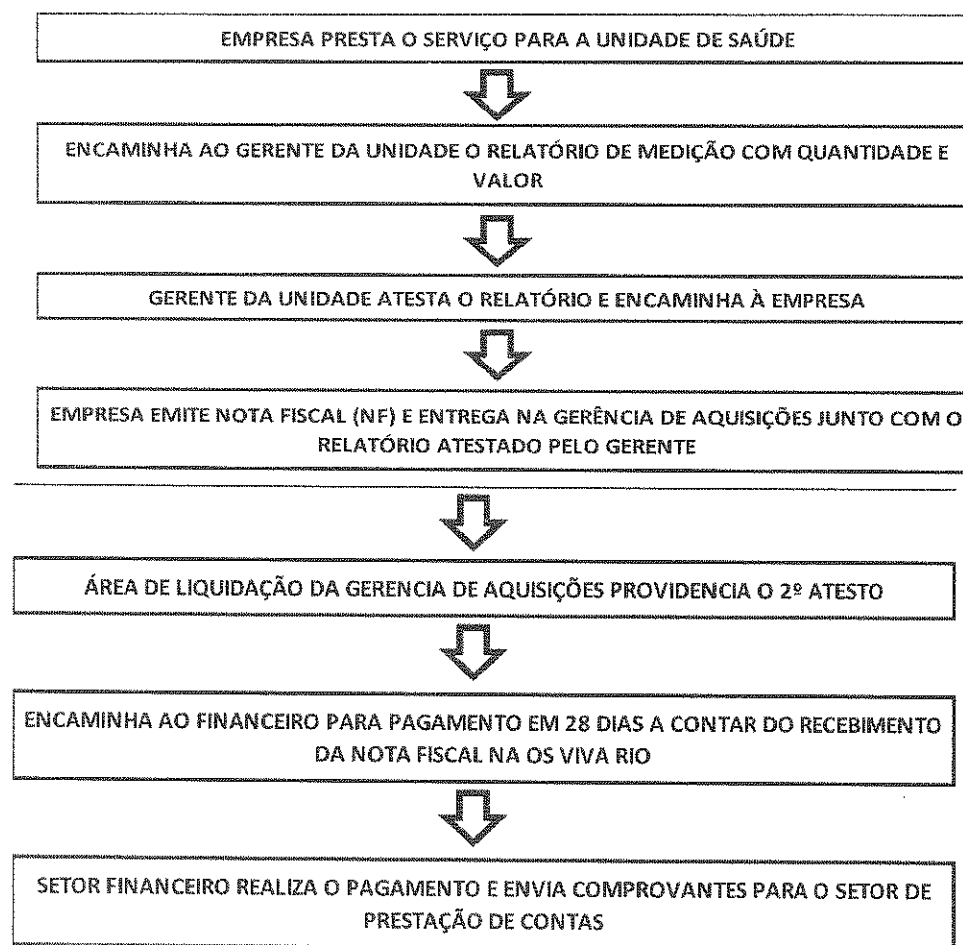 EMPRESA PRESTA O SERVIÇO PARA A UNIDADE DE SAÚDE
ENCAMINHA AO GERENTE DA UNIDADE O RELATÓRIO DE MEDIÇÃO COM QUANTIDADE E
VALOR
GERENTE DA UNIDADE ATESTA O RELATÓRIO E ENCAMINHA À EMPRESA
EMPRESA EMITE NOTA FISCAL (NF) E ENTREGA NA GERÊNCIA DE AQUISIÇÕES JUNTO COM O
RELATÓRIO ATESTADO PELO GERENTE
ÁREA DE LIQUIDAÇÃO DA GERENCIA DE AQUISIÇÕES PROVIDENCIA O 2º ATESTO
ENCAMINHA AO FINANCEIRO PARA PAGAMENTO EM 28 DIAS A CONTAR DO RECEBIMENTO
DA NOTA FISCAL NA OS VIVA RIO
SETOR FINANCEIRO REALIZA O PAGAMENTO E ENVIA COMPROVANTES PARA O SETOR DE
PRESTAÇÃO DE CONTAS